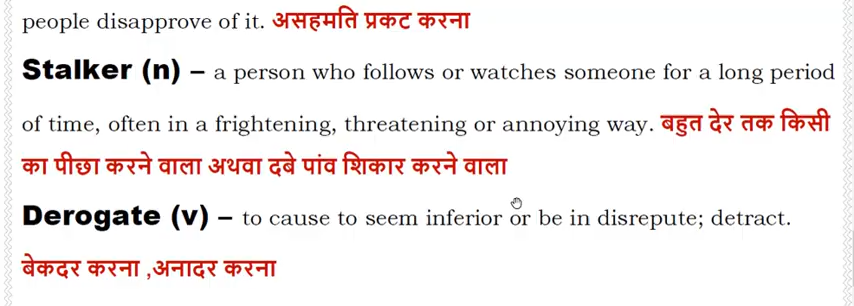 people disapprove of it. असहमति प्रकट करना
Stalker (n) – a person who follows or watches someone for a long period
of time, often in a frightening, threatening or annoying way. बहुत देर तक किसी
का पीछा करने वाला अथवा दबे पांव शिकार करने वाला
Derogate (v) – to cause to seem inferior or be in disrepute; detract.
बेकदर करना ,अनादर करना